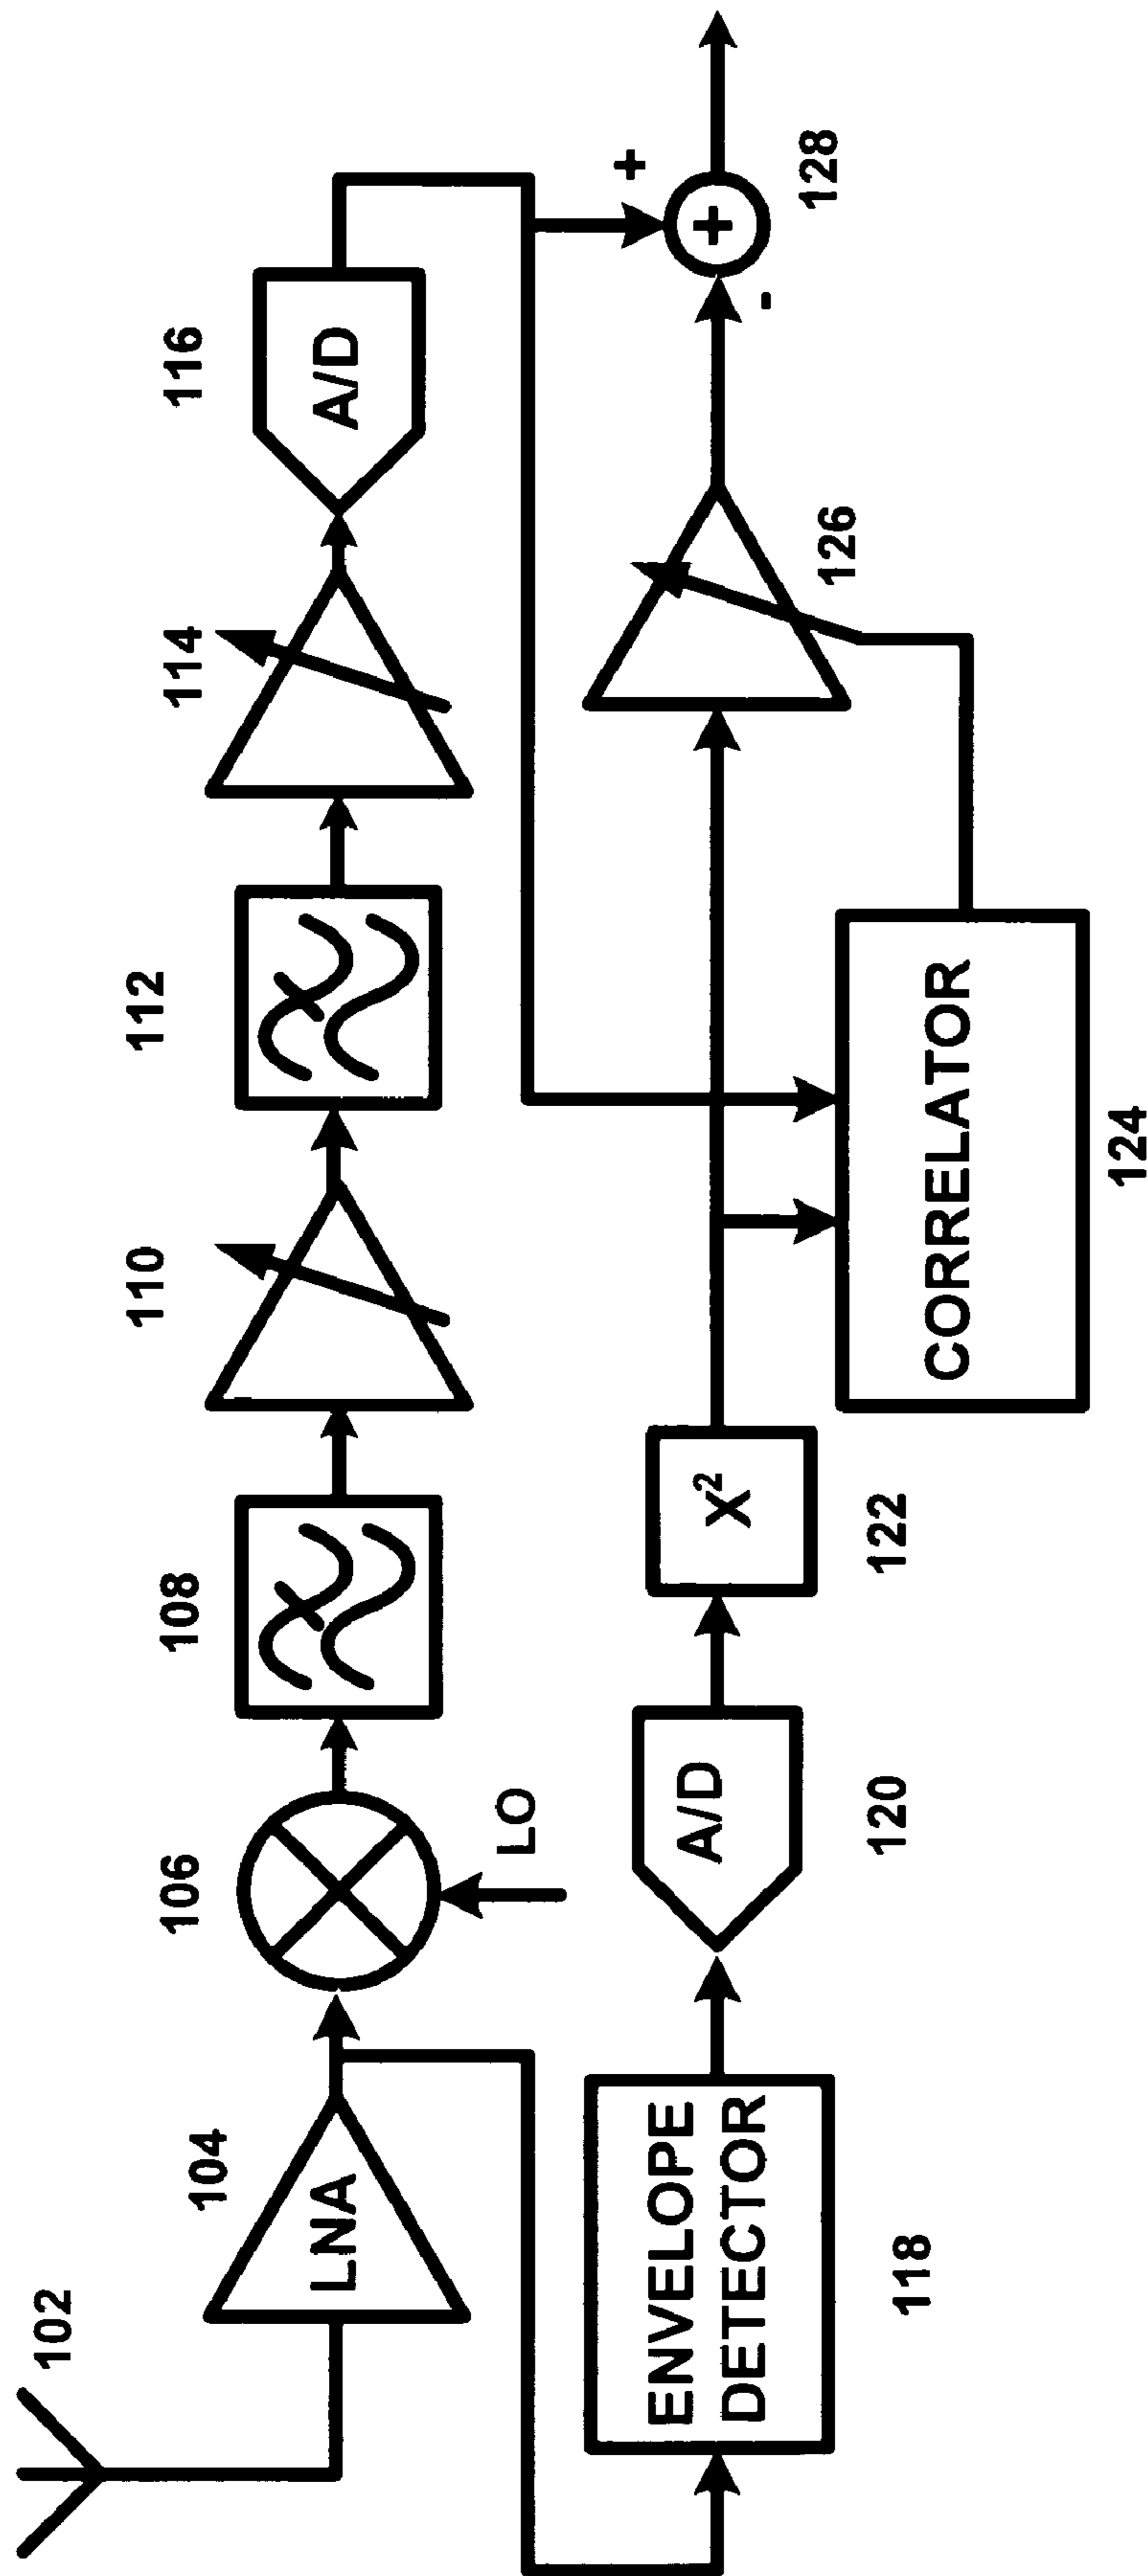 102
104
LNA
106
LO
108
110
112
114
116
A/D
118
ENVELOPE
DETECTOR
120
A/D
122
X²
124
CORRELATOR
126
128
+
+
-